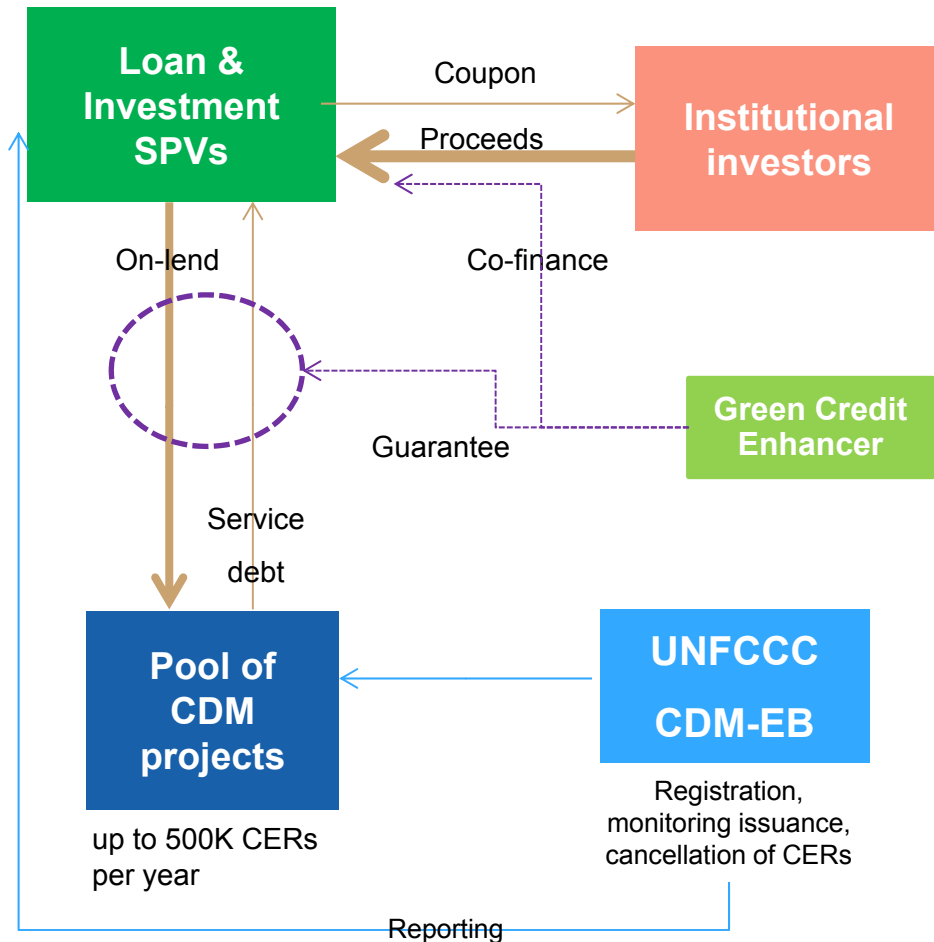 Loan &
Investment
SPVs
Coupon
Proceeds
Institutional
investors
On-lend
Co-finance
Green Credit
Enhancer
Guarantee
Service
debt
Pool of
CDM
projects
UNFCCC
CDM-EB
up to 500K CERs
per year
Registration,
monitoring issuance,
cancellation of CERs
Reporting